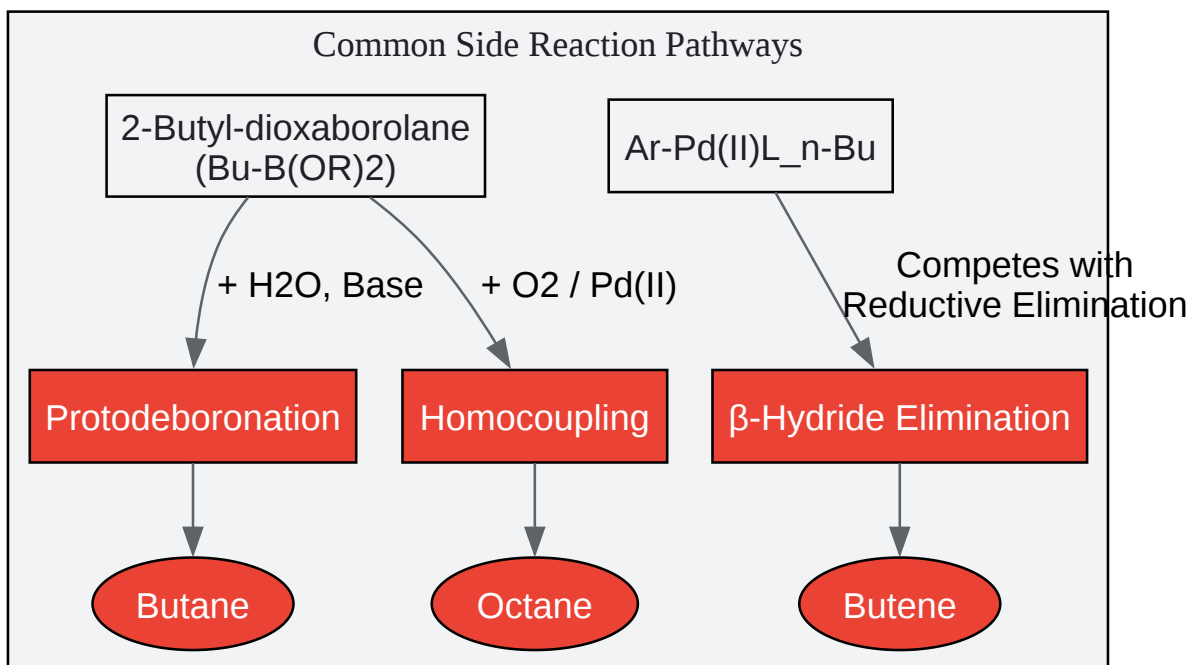 Common Side Reaction Pathways
2-Butyl-dioxaborolane
(Bu-B(OR)2)
Ar-Pd(II)L_n-Bu
+ H2O, Base
+ O2 / Pd(II)
Competes with
Reductive Elimination
Protodeboronation
Homocoupling
β-Hydride Elimination
Butane
Octane
Butene